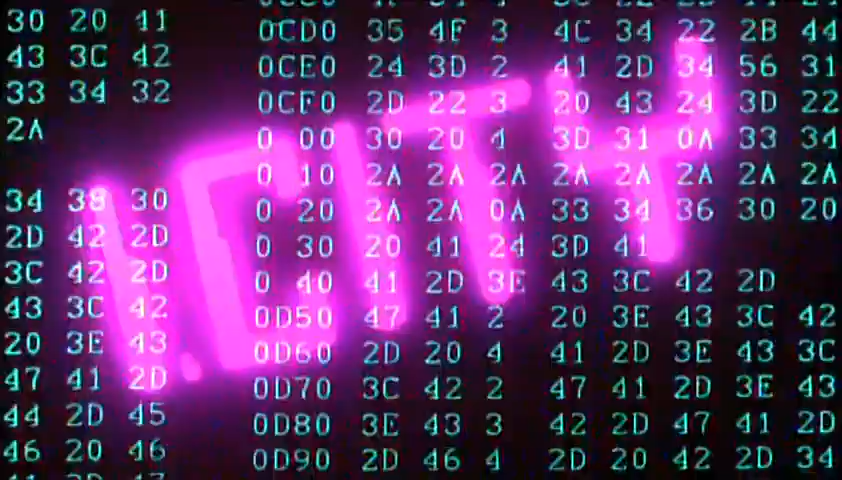 30 20 41 0CD0 35 4F 3 4C 34 22 2B 44
43 3C 42 0CE0 24 3D 2 41 2D 34 56 31
33 34 32 0CF0 2D 22 3 20 43 24 3D 22
2A 0 00 30 20 4 3D 31 0A 33 34
0 10 2A 2A 2A 2A 2A 2A 2A 2A
34 38 30 0 20 2A 2A 0A 33 34 36 30 20
2D 42 2D 0 30 20 41 24 3D 41
3C 42 2D 0 40 41 2D 3E 43 3C 42 2D
43 3C 42 0D50 47 41 2 20 3E 43 3C 42
20 3E 43 0D60 2D 20 4 41 2D 3E 43 3C
47 41 2D 0D70 3C 42 2 47 41 2D 3E 43
44 2D 45 0D80 3E 43 3 42 2D 47 41 2D
46 20 46 0D90 2D 46 4 2D 20 42 2D 34
I.CITY